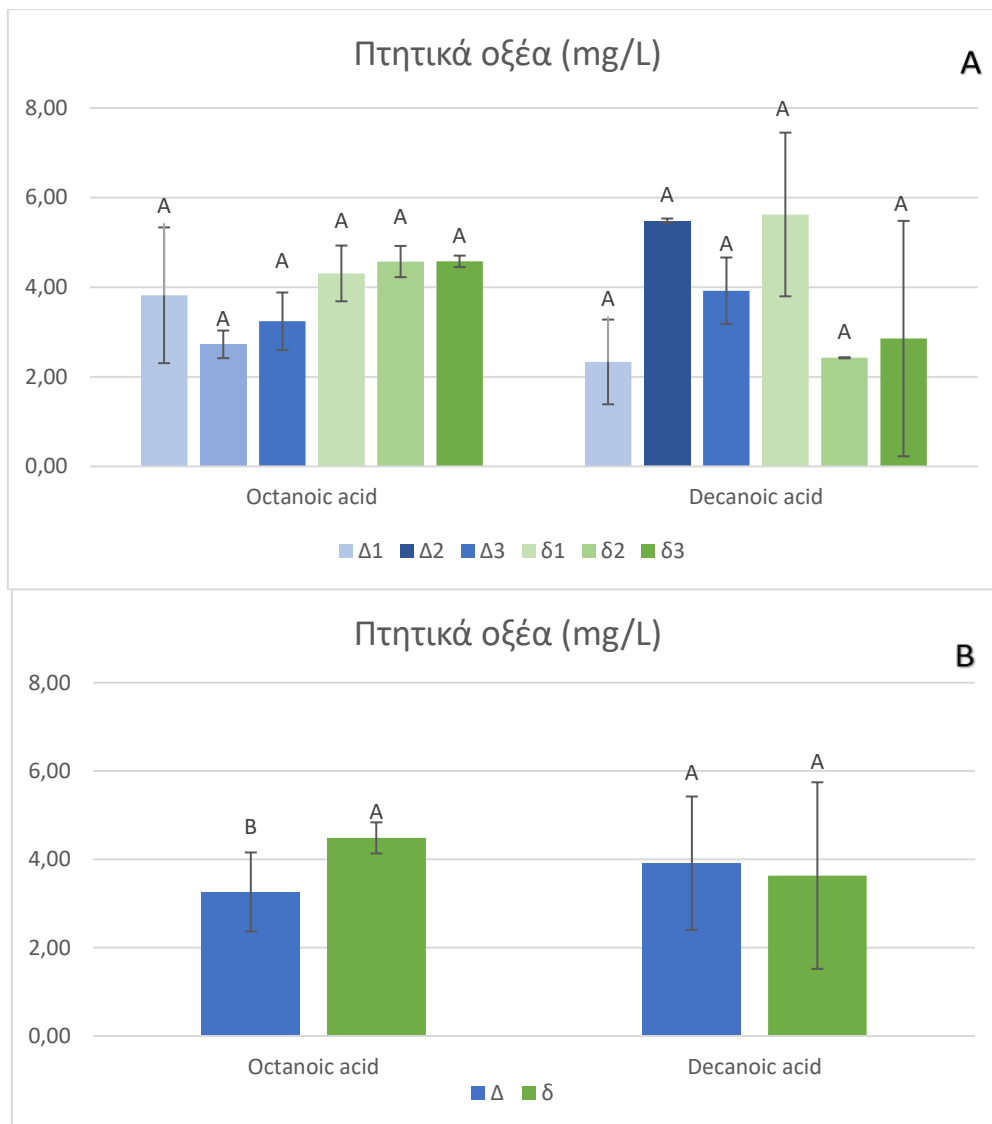 Πτητικά οξέα (mg/L)
A
8,00
6,00
4,00
2,00
0,00
A A A A A A
A A A A A A
Octanoic acid Decanoic acid
Δ1 Δ2 Δ3 δ1 δ2 δ3
Πτητικά οξέα (mg/L)
B
8,00
6,00
4,00
2,00
0,00
B A A A
Octanoic acid Decanoic acid
Δ δ